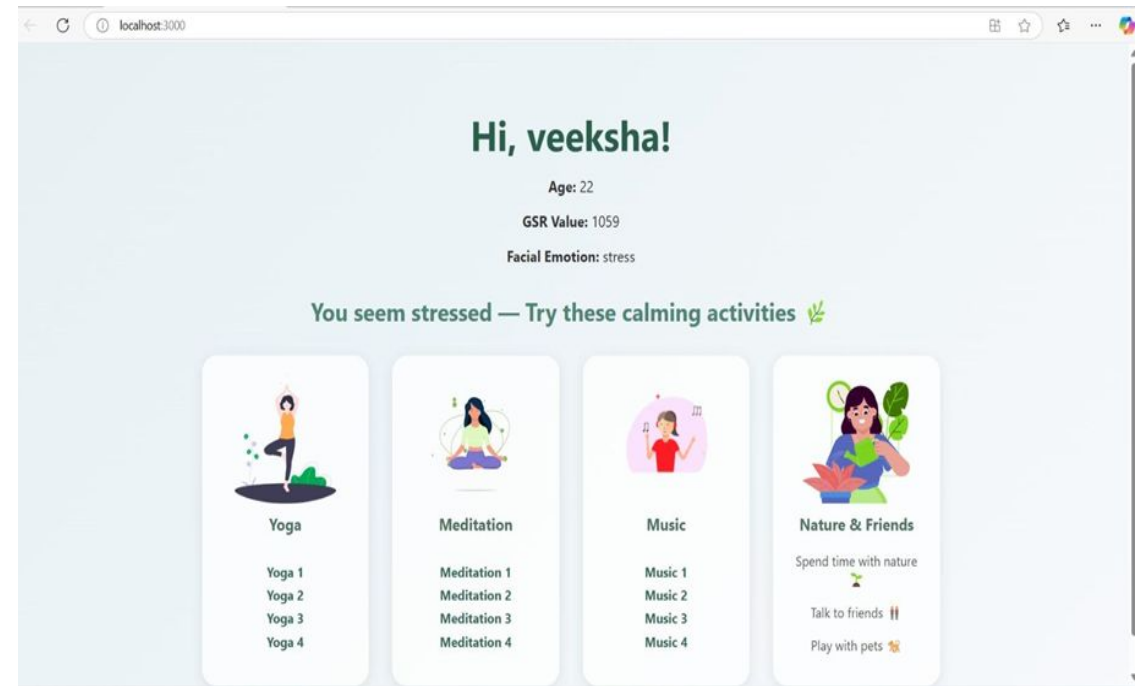 localhost:3000
Hi, veeksha!
Age: 22
GSR Value: 1059
Facial Emotion: stress
You seem stressed — Try these calming activities 🌿
Yoga
Yoga 1
Yoga 2
Yoga 3
Yoga 4
Meditation
Meditation 1
Meditation 2
Meditation 3
Meditation 4
Music
Music 1
Music 2
Music 3
Music 4
Nature & Friends
Spend time with nature
🌱
Talk to friends 👭
Play with pets 🐕